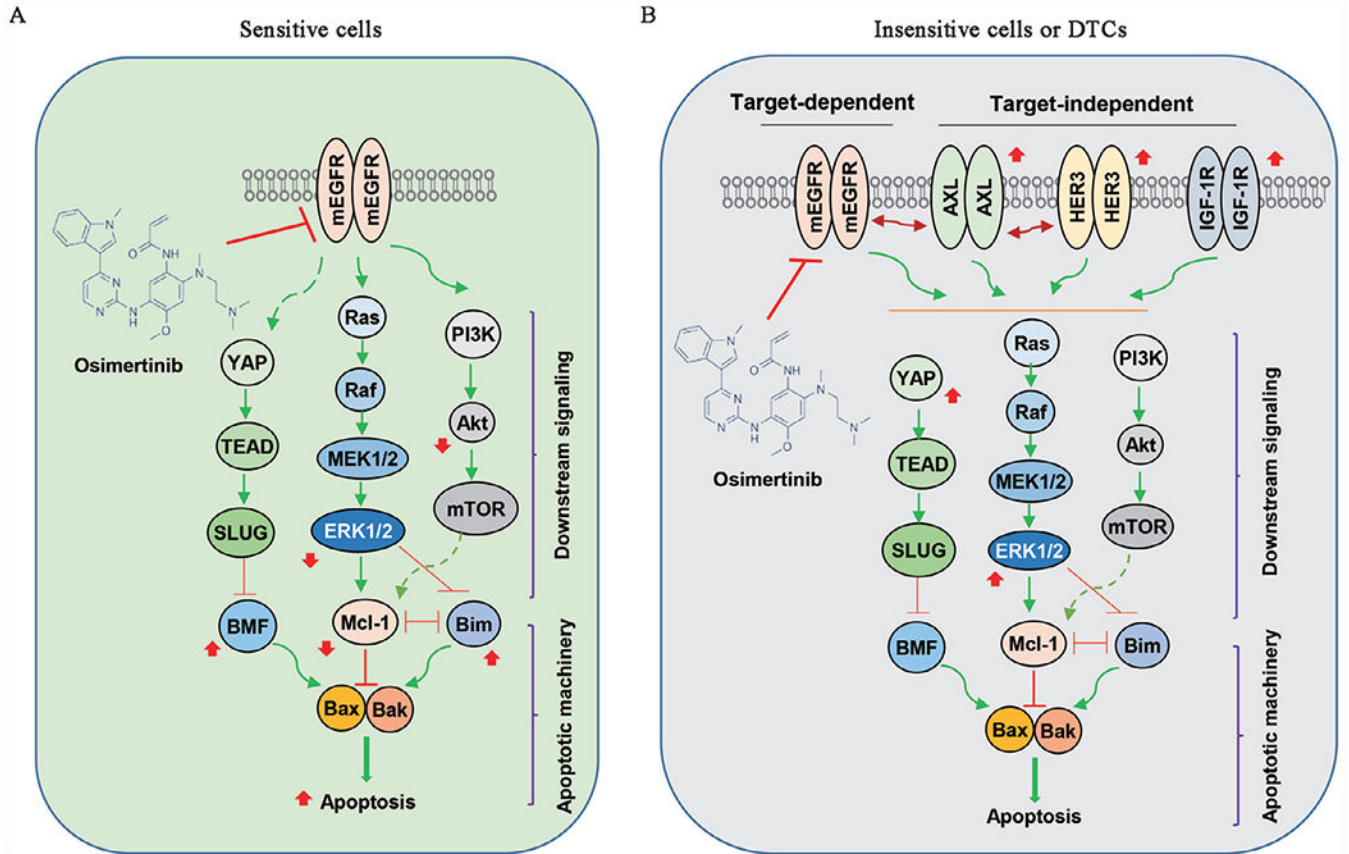 A
Sensitive cells
mEGFR
mEGFR
N
N
N
N
H
O
NH
N
N
O
Osimertinib
YAP
TEAD
SLUG
BMF
Ras
Raf
MEK1/2
ERK1/2
Mcl-1
PI3K
Akt
mTOR
Bim
Bax
Bak
Apoptosis
Downstream signaling
Apoptotic machinery
B
Insensitive cells or DTCs
Target-dependent
Target-independent
mEGFR
mEGFR
AXL
AXL
HER3
HER3
IGF-1R
IGF-1R
N
N
N
N
H
O
NH
N
N
O
Osimertinib
YAP
TEAD
SLUG
BMF
Ras
Raf
MEK1/2
ERK1/2
Mcl-1
PI3K
Akt
mTOR
Bim
Bax
Bak
Apoptosis
Downstream signaling
Apoptotic machinery